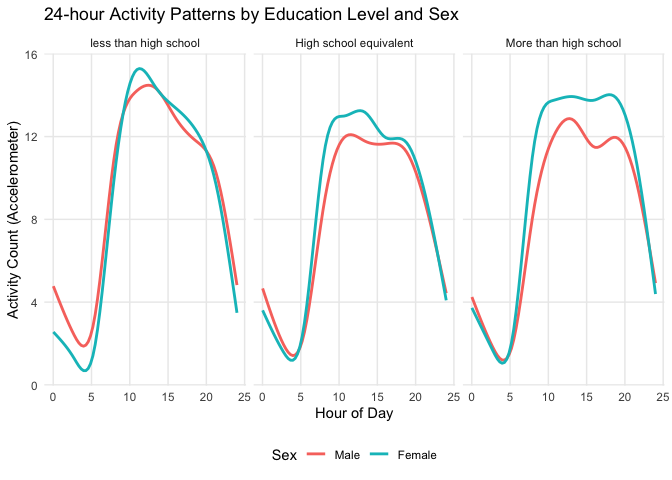 24-hour Activity Patterns by Education Level and Sex
less than high school
High school equivalent
More than high school
Activity Count (Accelerometer)
16
12
8
4
0
0 5 10 15 20 25
0 5 10 15 20 25
0 5 10 15 20 25
Hour of Day
Sex Male Female